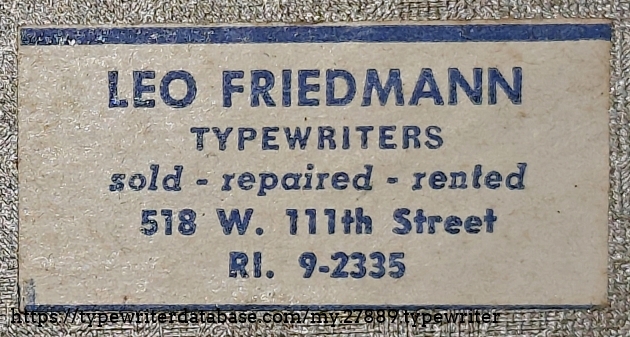 LEO FRIEDMANN
TYPEWRITERS
sold - repaired - rented
518 W. 111th Street
RI. 9-2335
https://typewriterdatabase.com/my.27889.typewriter